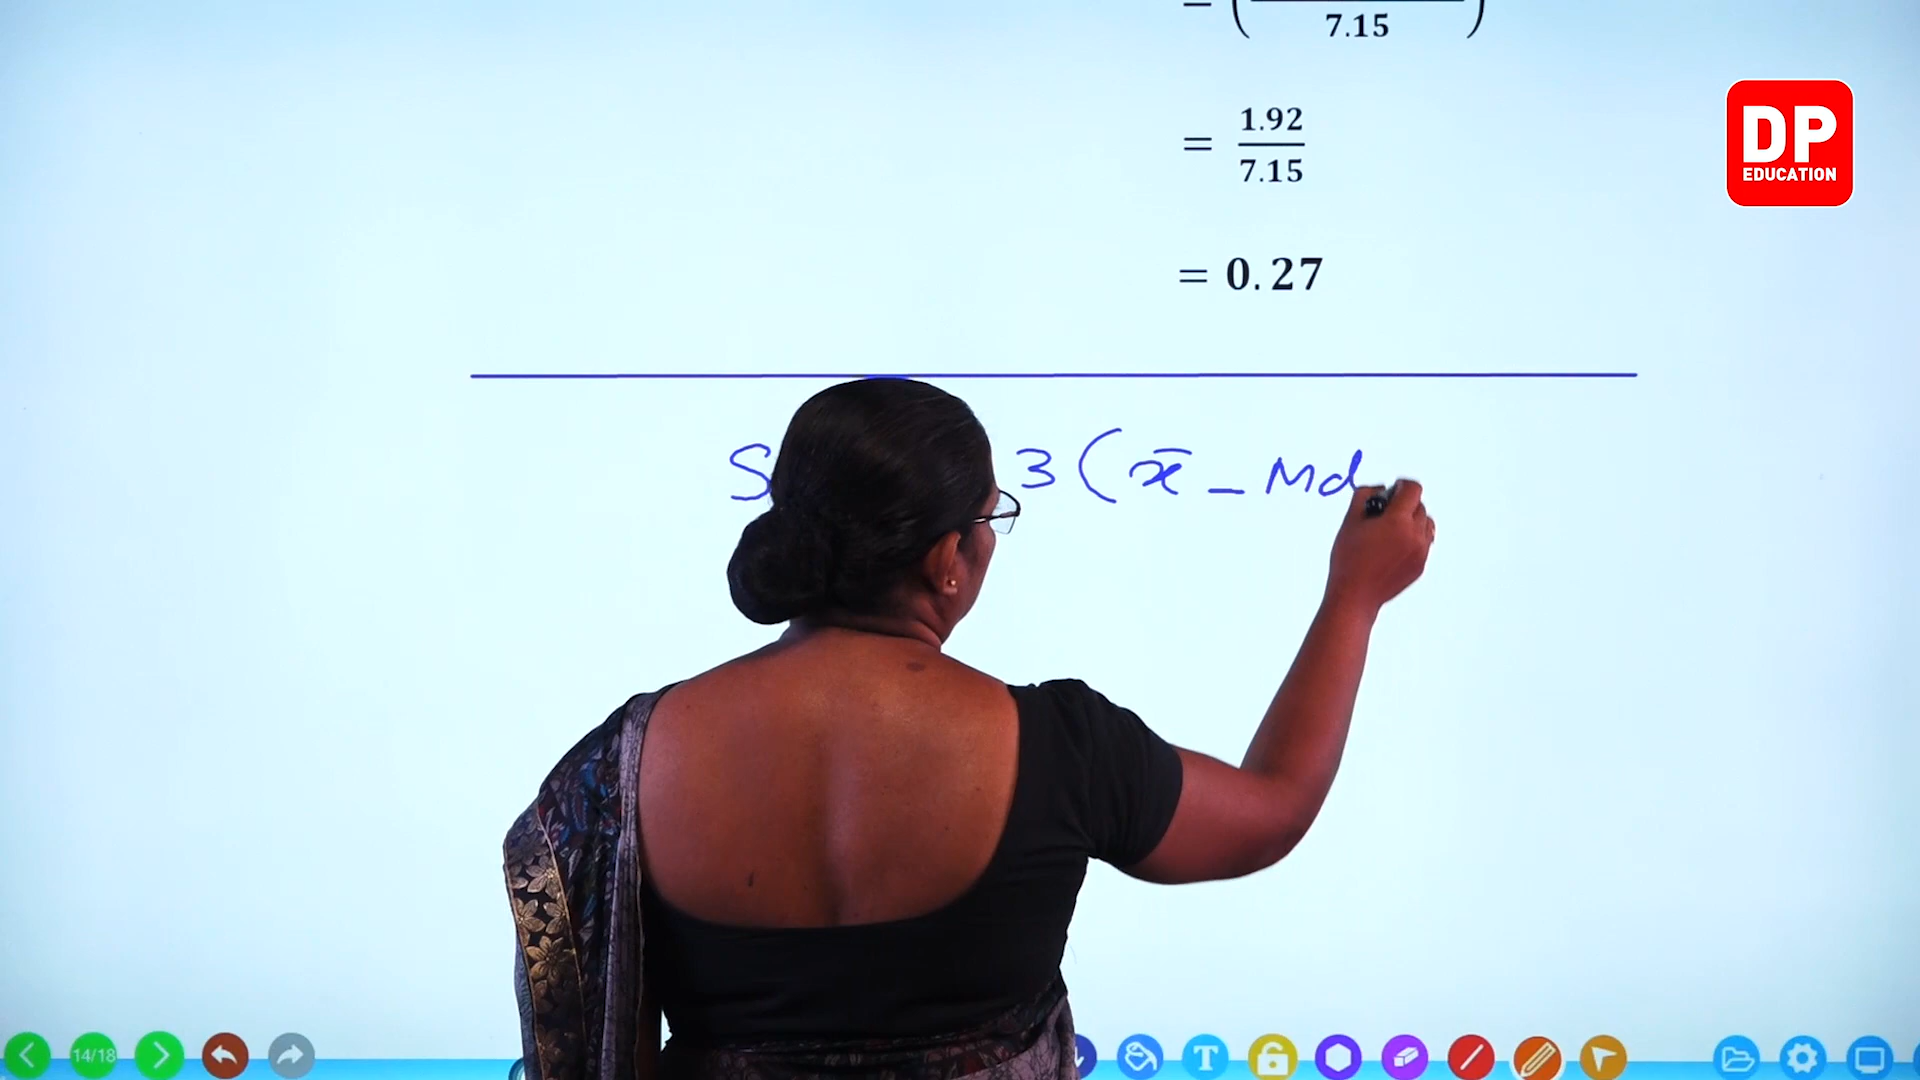 = ( 7.15 )
DP
EDUCATION
= 1.92
7.15
= 0.27
S 3 ( x̄ - Md
14/18
T